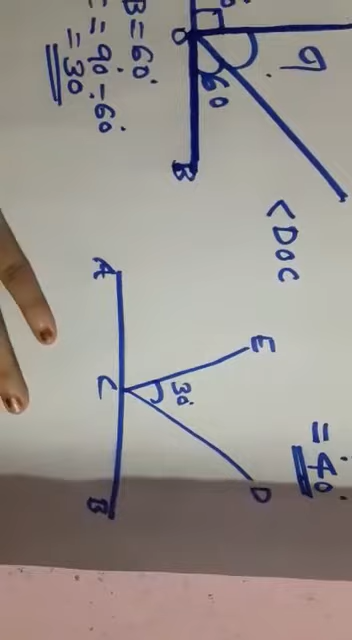 O
60
?
B
B = 60°
= 90° - 60°
= 30
<DOC
A
C
B
E
D
30°
= 40°